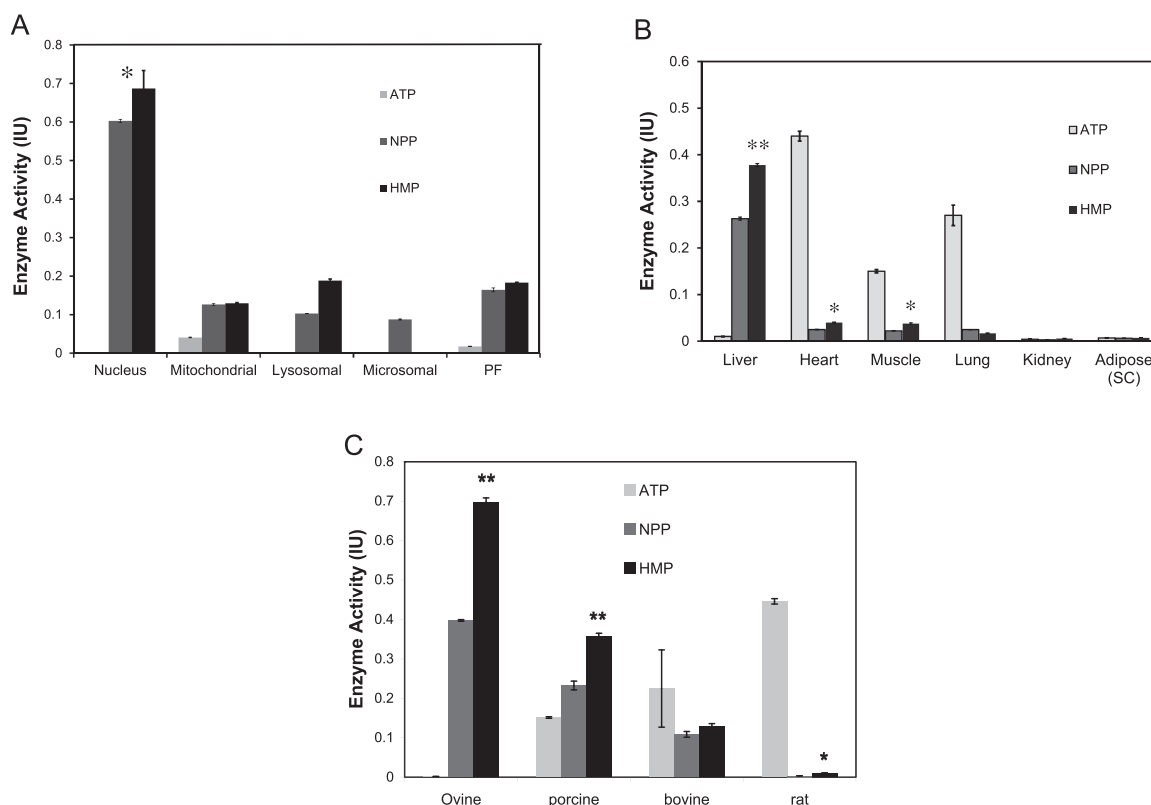 A
Enzyme Activity (IU)
0.8
0.7
0.6
0.5
0.4
0.3
0.2
0.1
0
*
ATP
NPP
HMP
Nucleus Mitochondrial Lysosomal Microsomal PF
B
Enzyme Activity (IU)
0.6
0.5
0.4
0.3
0.2
0.1
0
**
*
*
ATP
NPP
HMP
Liver Heart Muscle Lung Kidney Adipose
(SC)
C
Enzyme Activity (IU)
0.8
0.7
0.6
0.5
0.4
0.3
0.2
0.1
0
**
**
*
ATP
NPP
HMP
Ovine porcine bovine rat